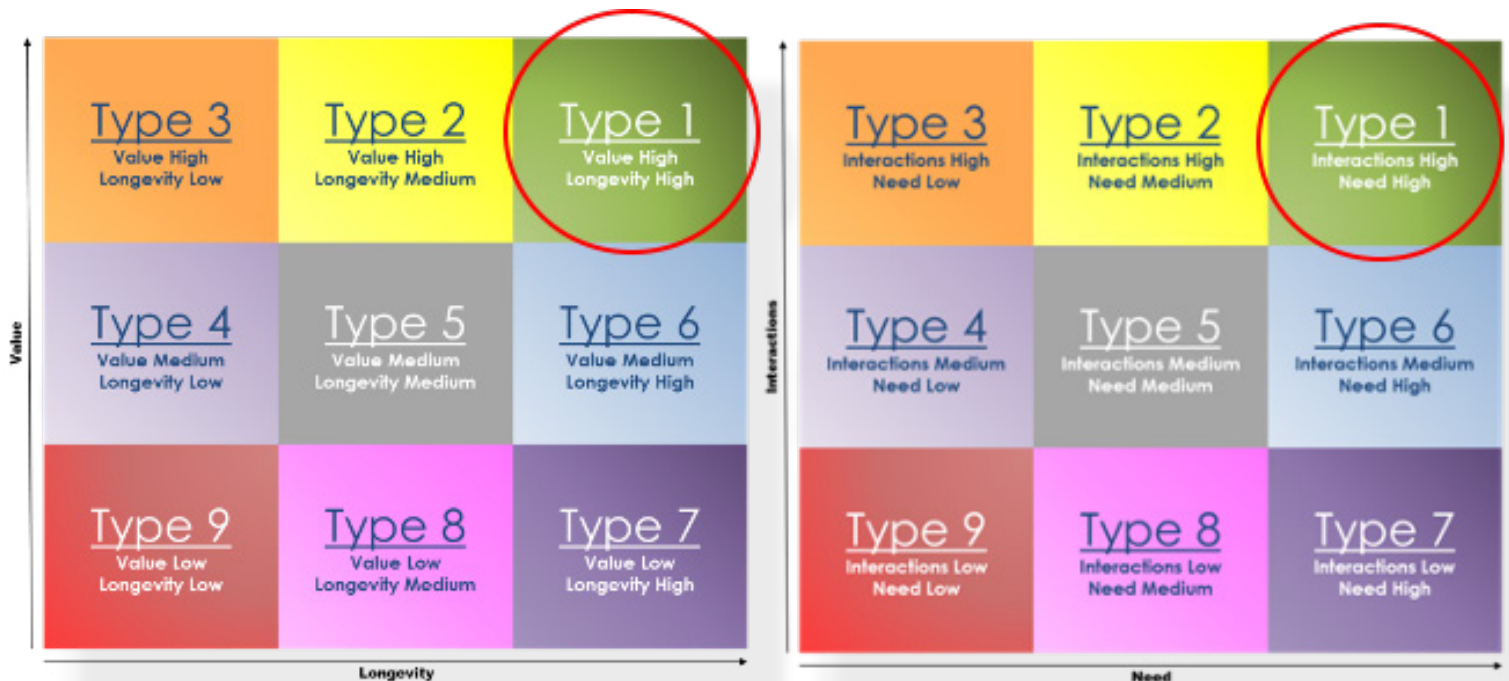 Type 3
Value High
Longevity Low
Type 2
Value High
Longevity Medium
Type 1
Value High
Longevity High
Type 4
Value Medium
Longevity Low
Type 5
Value Medium
Longevity Medium
Type 6
Value Medium
Longevity High
Type 9
Value Low
Longevity Low
Type 8
Value Low
Longevity Medium
Type 7
Value Low
Longevity High
Value
Longevity
Type 3
Interactions High
Need Low
Type 2
Interactions High
Need Medium
Type 1
Interactions High
Need High
Type 4
Interactions Medium
Need Low
Type 5
Interactions Medium
Need Medium
Type 6
Interactions Medium
Need High
Type 9
Interactions Low
Need Low
Type 8
Interactions Low
Need Medium
Type 7
Interactions Low
Need High
Interactions
Need